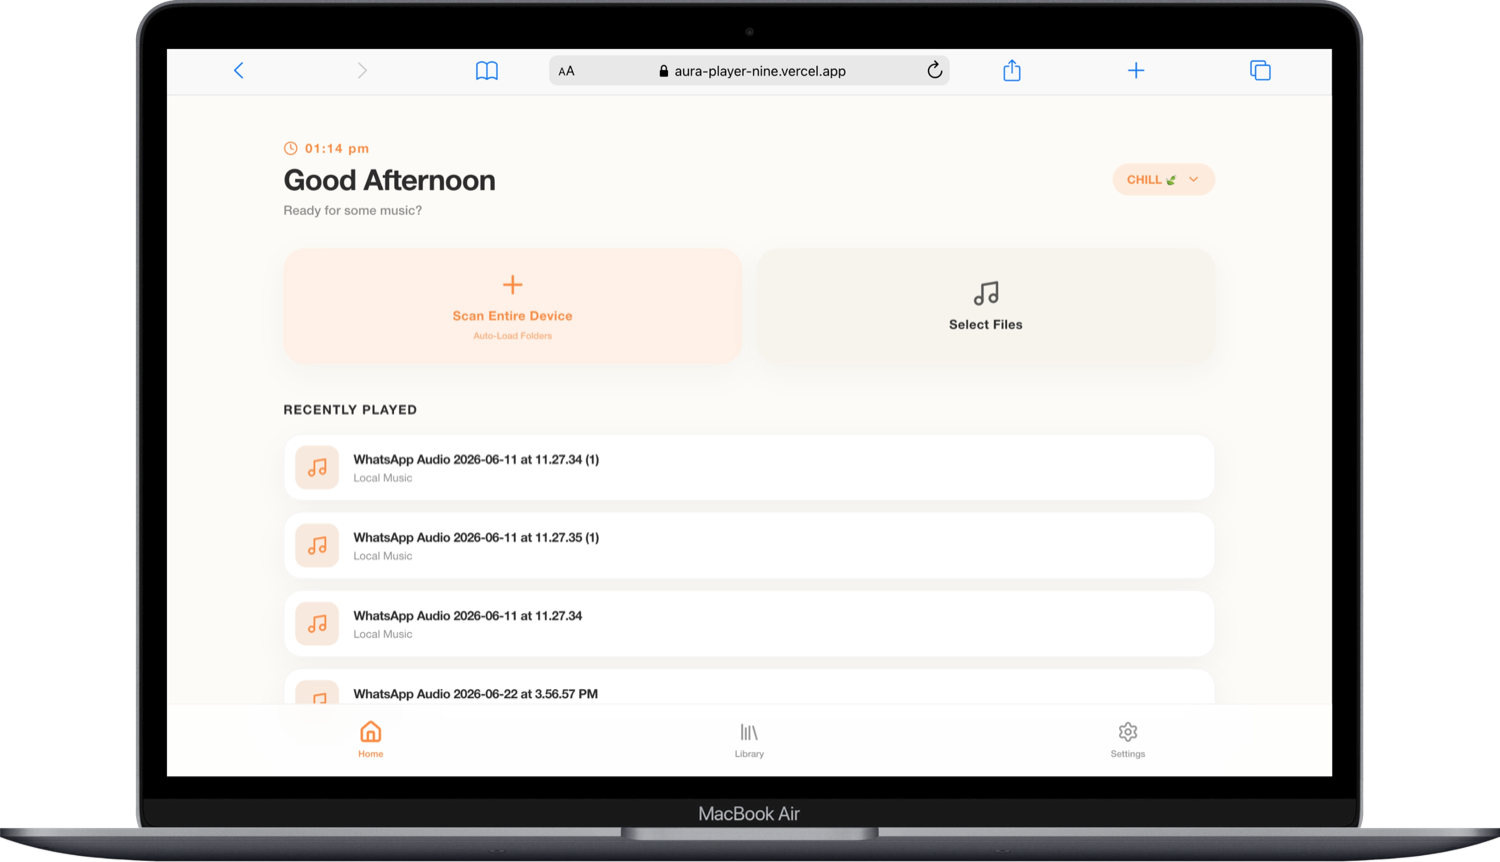 AA aura-player-nine.vercel.app
01:14 pm
Good Afternoon
Ready for some music?
CHILL
Scan Entire Device
Auto-Load Folders
Select Files
RECENTLY PLAYED
WhatsApp Audio 2026-06-11 at 11.27.34 (1)
Local Music
WhatsApp Audio 2026-06-11 at 11.27.35 (1)
Local Music
WhatsApp Audio 2026-06-11 at 11.27.34
Local Music
WhatsApp Audio 2026-06-22 at 3.56.57 PM
Home
Library
Settings
MacBook Air